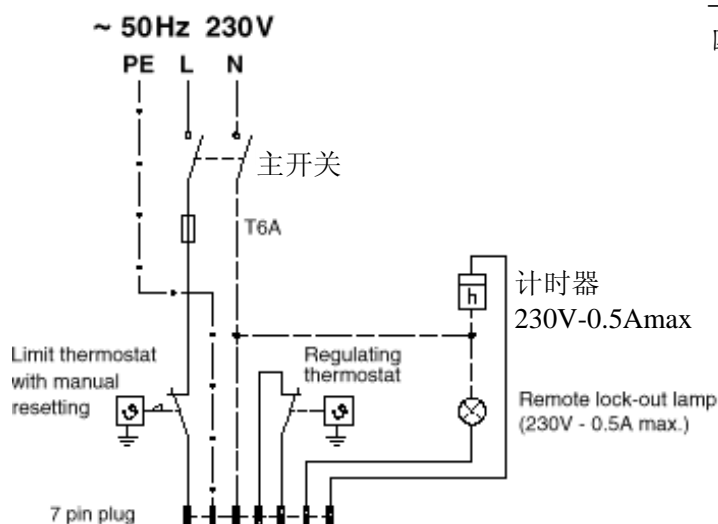 ~ 50Hz 230V
PE L N
主开关
T6A
h
计时器
230V-0.5Amax
Limit thermostat
with manual
resetting
Regulating
thermostat
Remote lock-out lamp
(230V - 0.5A max.)
7 pin plug